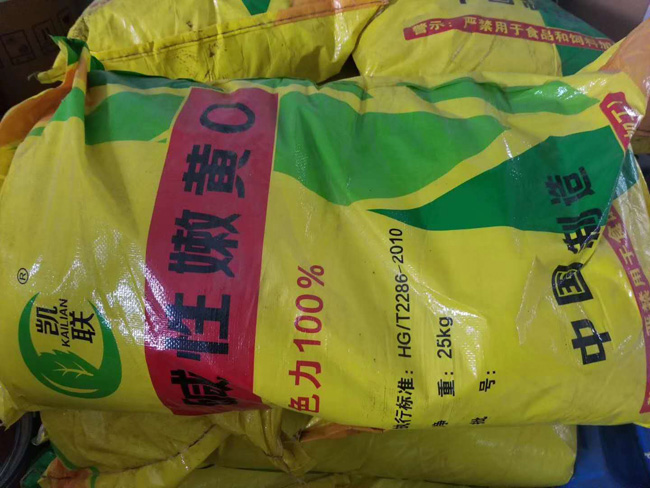 警示：严禁用于食品和饲料
®
凯联
KAILIAN
碱性嫩黄O
色力100%
执行标准：HG/T2286-2010
重：25kg
号：
中国制造